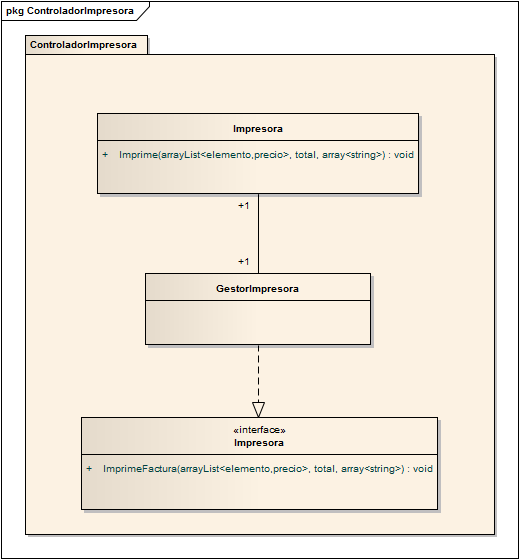 pkg ControladorImpresora
ControladorImpresora
Impresora
+ Imprime(arrayList<elemento,precio>, total, array<string>) : void
+1
+1
GestorImpresora
«interface»
Impresora
+ ImprimeFactura(arrayList<elemento,precio>, total, array<string>) : void